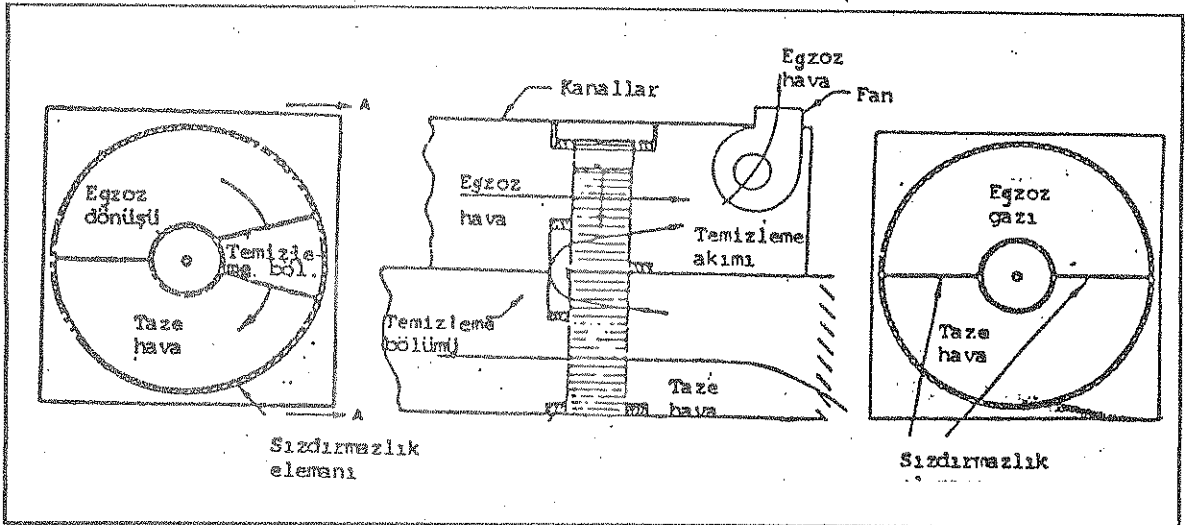 A
Egzoz
dönüşü
Temizle-
me. böl.
Taze
hava
A
Sızdırmazlık
elemanı
Kanallar
Egzoz
hava
Fan
Egzoz
hava
Temizleme
akımı
Temizleme
bölümü
Taze
hava
Egzoz
gazı
Taze
hava
Sızdırmazlık